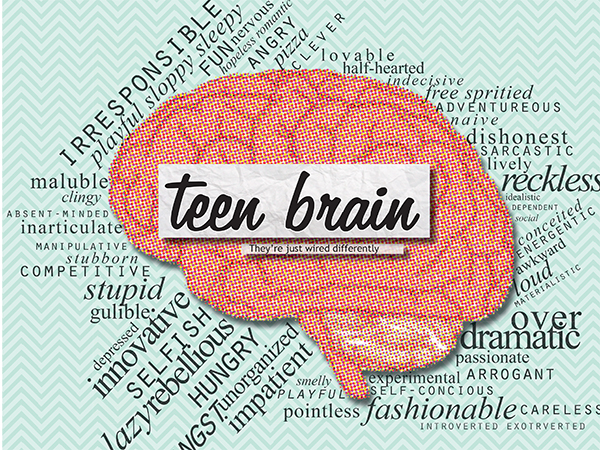 IRRESPONSIBLE
playful sloppy sleepy
FUN nervous
hopeless romantic
ANGRY
pizza
CLEVER
lovable
half-hearted
indecisive
free spritied
ADVENTUREOUS
naive
dishonest
SARCASTIC
lively
reckless
idealistic
DEPENDENT
social
conceited
ENERGENTIC
awkward
loud
MATERIALISTIC
maluble
clingy
ABSENT-MINDED
inarticulate
MANIPULATIVE
stubborn
COMPETITIVE
stupid
gulible
teen brain
They're just wired differently
depressed
innovative
SELFISH
lazy rebellious
HUNGRY
unorganized
impatient
over
dramatic
passionate
ARROGANT
experimental
SELF-CONCIOUS
smelly
PLAYFUL
pointless fashionable CARELESS
INTROVERTED EXOTRVERTED